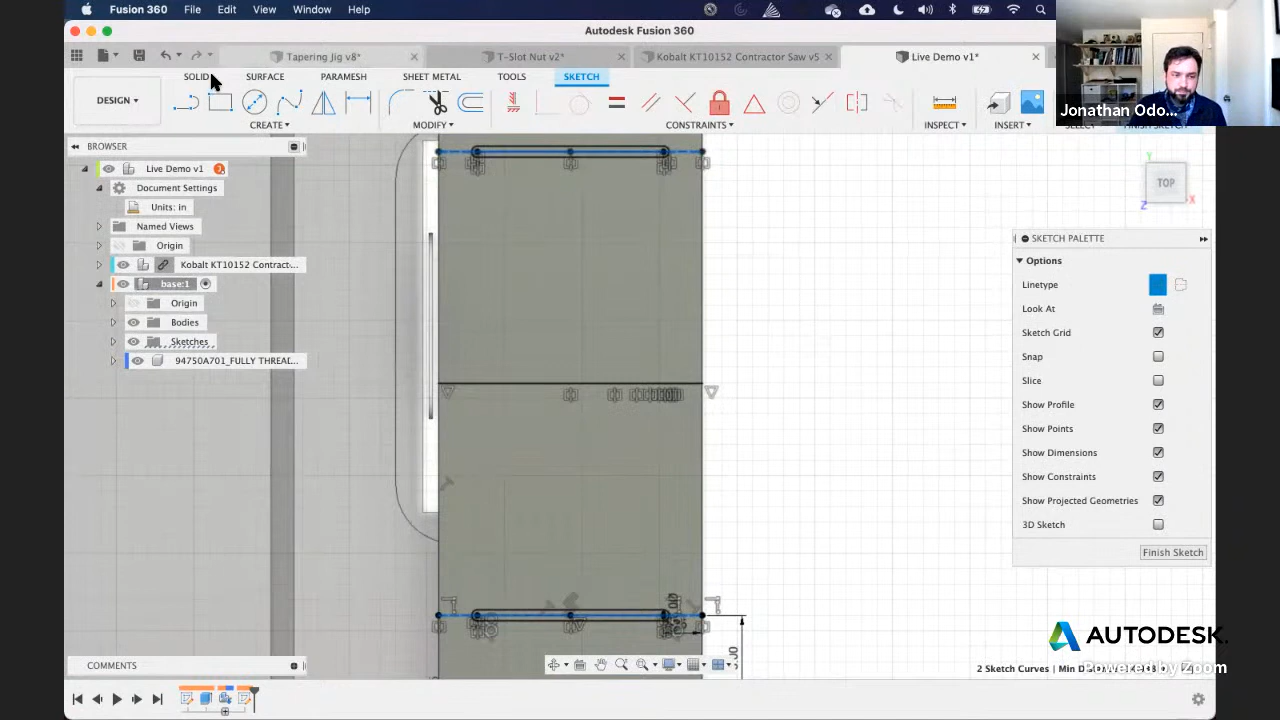 Fusion 360 File Edit View Window Help
Autodesk Fusion 360
Tapering Jig v8* T-Slot Nut v2* Kobalt KT10152 Contractor Saw v5 Live Demo v1*
SOLID SURFACE PARAMESH SHEET METAL TOOLS SKETCH
DESIGN
CREATE MODIFY CONSTRAINTS INSPECT INSERT
Jonathan Odo...
BROWSER
Live Demo v1
Document Settings
Units: in
Named Views
Origin
Kobalt KT10152 Contract...
base:1
Origin
Bodies
Sketches
94750A701_FULLY THREAD...
TOP
Y
X
Z
SKETCH PALETTE
Options
Linetype
Look At
Sketch Grid
Snap
Slice
Show Profile
Show Points
Show Dimensions
Show Constraints
Show Projected Geometries
3D Sketch
Finish Sketch
AUTODESK.
Powered by Zoom
2 Sketch Curves | Min
COMMENTS